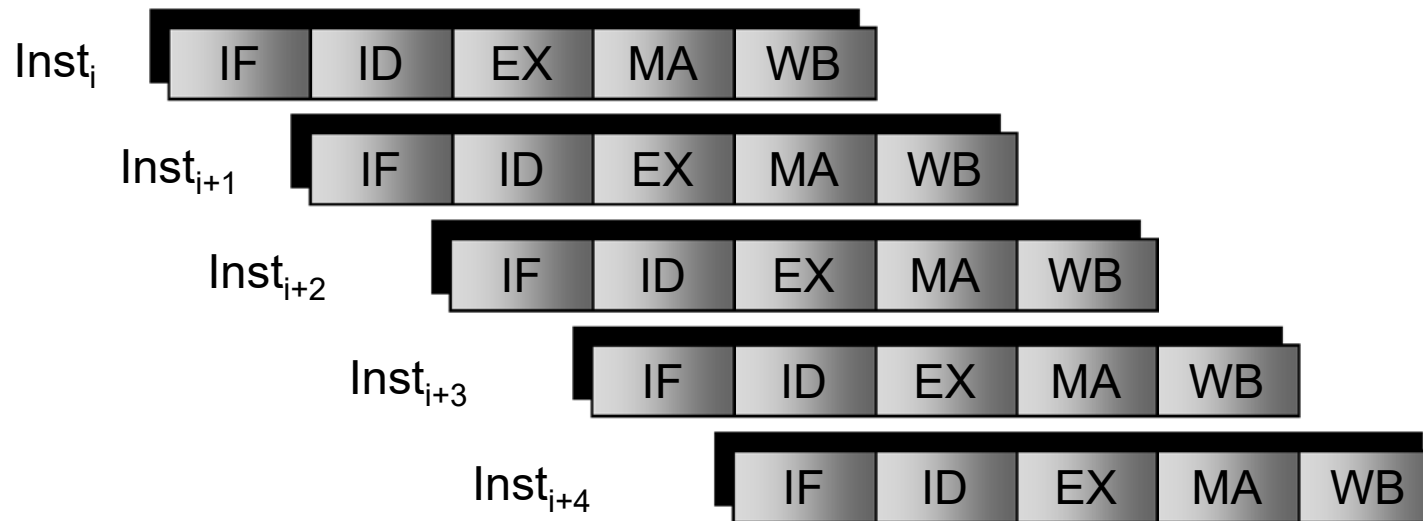 Inst_i IF ID EX MA WB
Inst_i+1 IF ID EX MA WB
Inst_i+2 IF ID EX MA WB
Inst_i+3 IF ID EX MA WB
Inst_i+4 IF ID EX MA WB